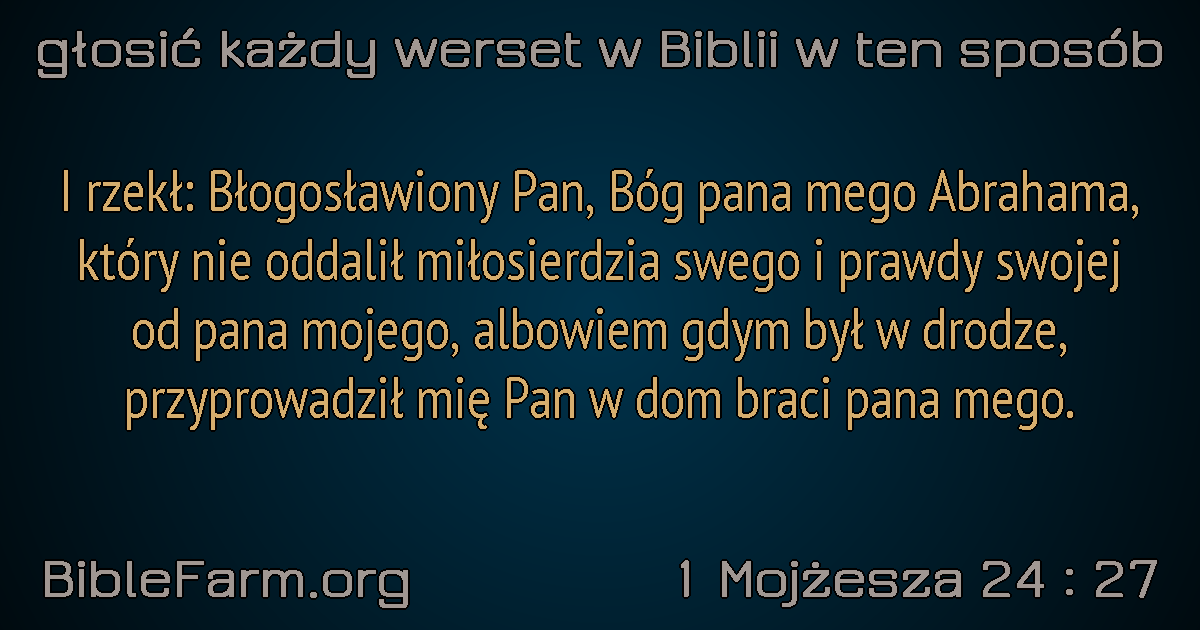 głosić każdy werset w Biblii w ten sposób
I rzekł: Błogosławiony Pan, Bóg pana mego Abrahama,
który nie oddalił miłosierdzia swego i prawdy swojej
od pana mojego, albowiem gdym był w drodze,
przyprowadził mię Pan w dom braci pana mego.
BibleFarm.org
1 Mojżesza 24 : 27